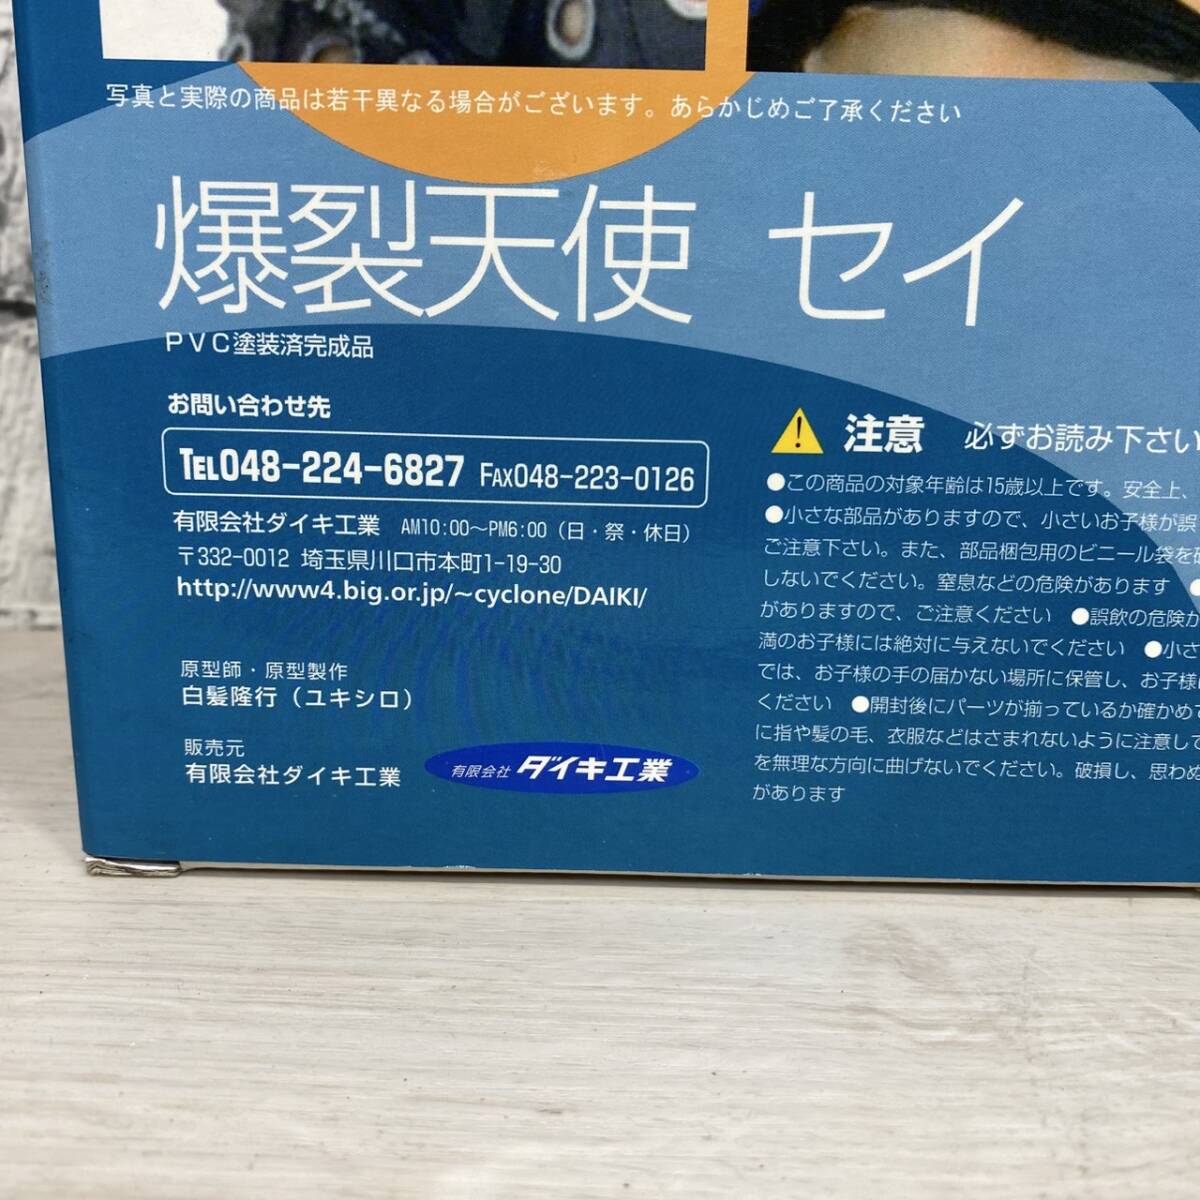 写真と実際の商品は若干異なる場合がございます。あらかじめご了承ください
爆裂天使 セイ
PVC塗装済完成品
お問い合わせ先
TEL048-224-6827 FAX048-223-0126
有限会社ダイキ工業 AM10:00〜PM6:00（日・祭・休日）
〒332-0012 埼玉県川口市本町1-19-30
http://www4.big.or.jp/~cyclone/DAIKI/
原型師・原型製作
白髪隆行（ユキシロ）
販売元
有限会社ダイキ工業
有限会社 ダイキ工業
注意 必ずお読み下さい
●この商品の対象年齢は15歳以上です。安全上、
●小さな部品がありますので、小さいお子様が誤
ご注意下さい。また、部品梱包用のビニール袋を
しないでください。窒息などの危険があります ●
がありますので、ご注意ください ●誤飲の危険が
満のお子様には絶対に与えないでください ●小さ
では、お子様の手の届かない場所に保管し、お子様
ください ●開封後にパーツが揃っているか確かめて
に指や髪の毛、衣服などはさまれないように注意して
を無理な方向に曲げないでください。破損し、思わぬ
があります